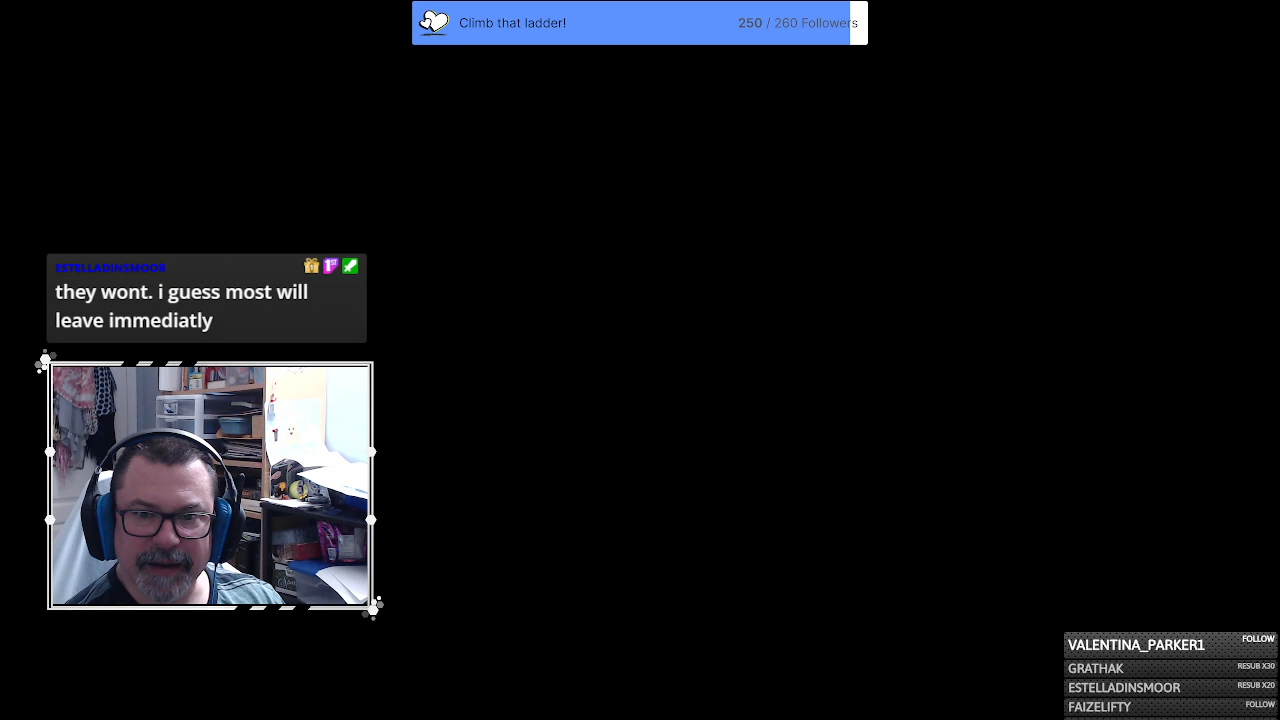 Climb that ladder!
250 / 260 Followers
ESTELLADINSMOOR
1ST
they wont. i guess most will
leave immediatly
VALENTINA_PARKER1 FOLLOW
GRATHAK RESUB X30
ESTELLADINSMOOR RESUB X20
FAIZELIFTY FOLLOW